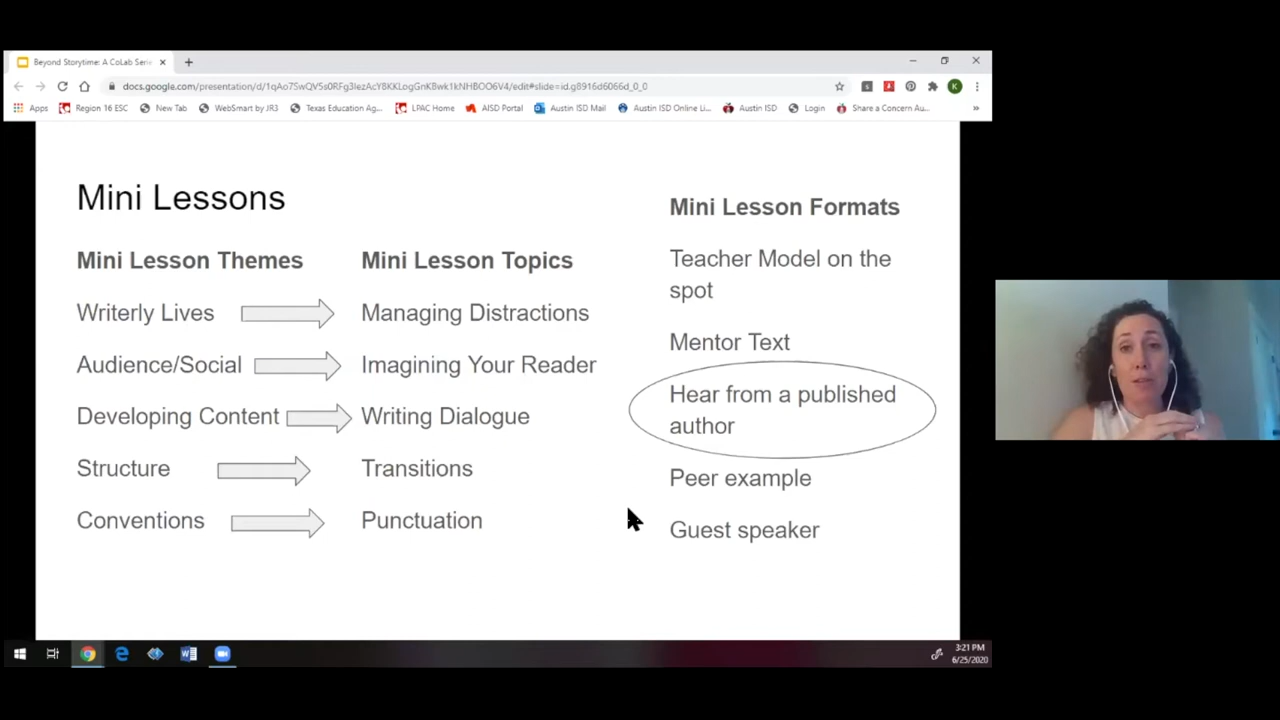 Beyond Storytime: A CoLab Serie
docs.google.com/presentation/d/1qAo7SwQV5s0RFg3IezAcY8KKLogGnKBwk1kNHBOO6V4/edit#slide=id.g8916d6066d_0_0
K
Apps
Region 16 ESC
New Tab
WebSmart by JR3
Texas Education Ag...
LPAC Home
AISD Portal
Austin ISD Mail
Austin ISD Online Li...
Austin ISD
Login
Share a Concern Au...
Mini Lessons
Mini Lesson Themes
Writerly Lives
Audience/Social
Developing Content
Structure
Conventions
Mini Lesson Topics
Managing Distractions
Imagining Your Reader
Writing Dialogue
Transitions
Punctuation
Mini Lesson Formats
Teacher Model on the
spot
Mentor Text
Hear from a published
author
Peer example
Guest speaker
3:21 PM
6/25/2020